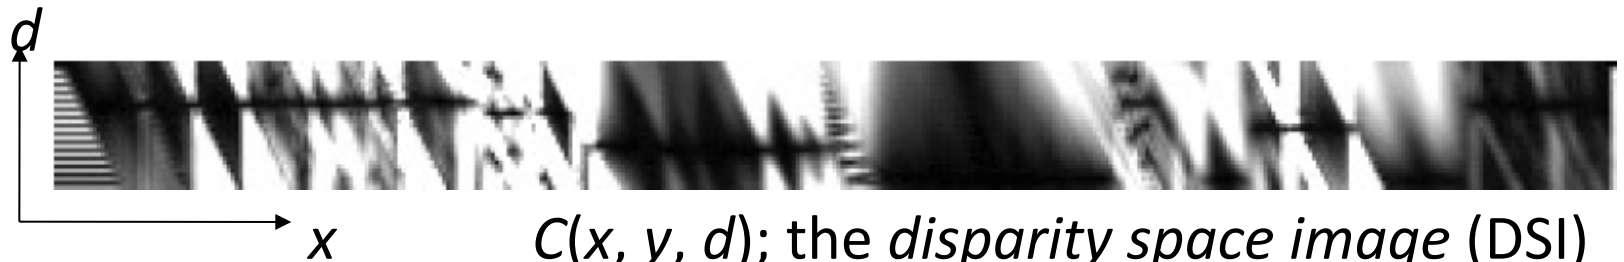 d
x
C(x, y, d); the disparity space image (DSI)